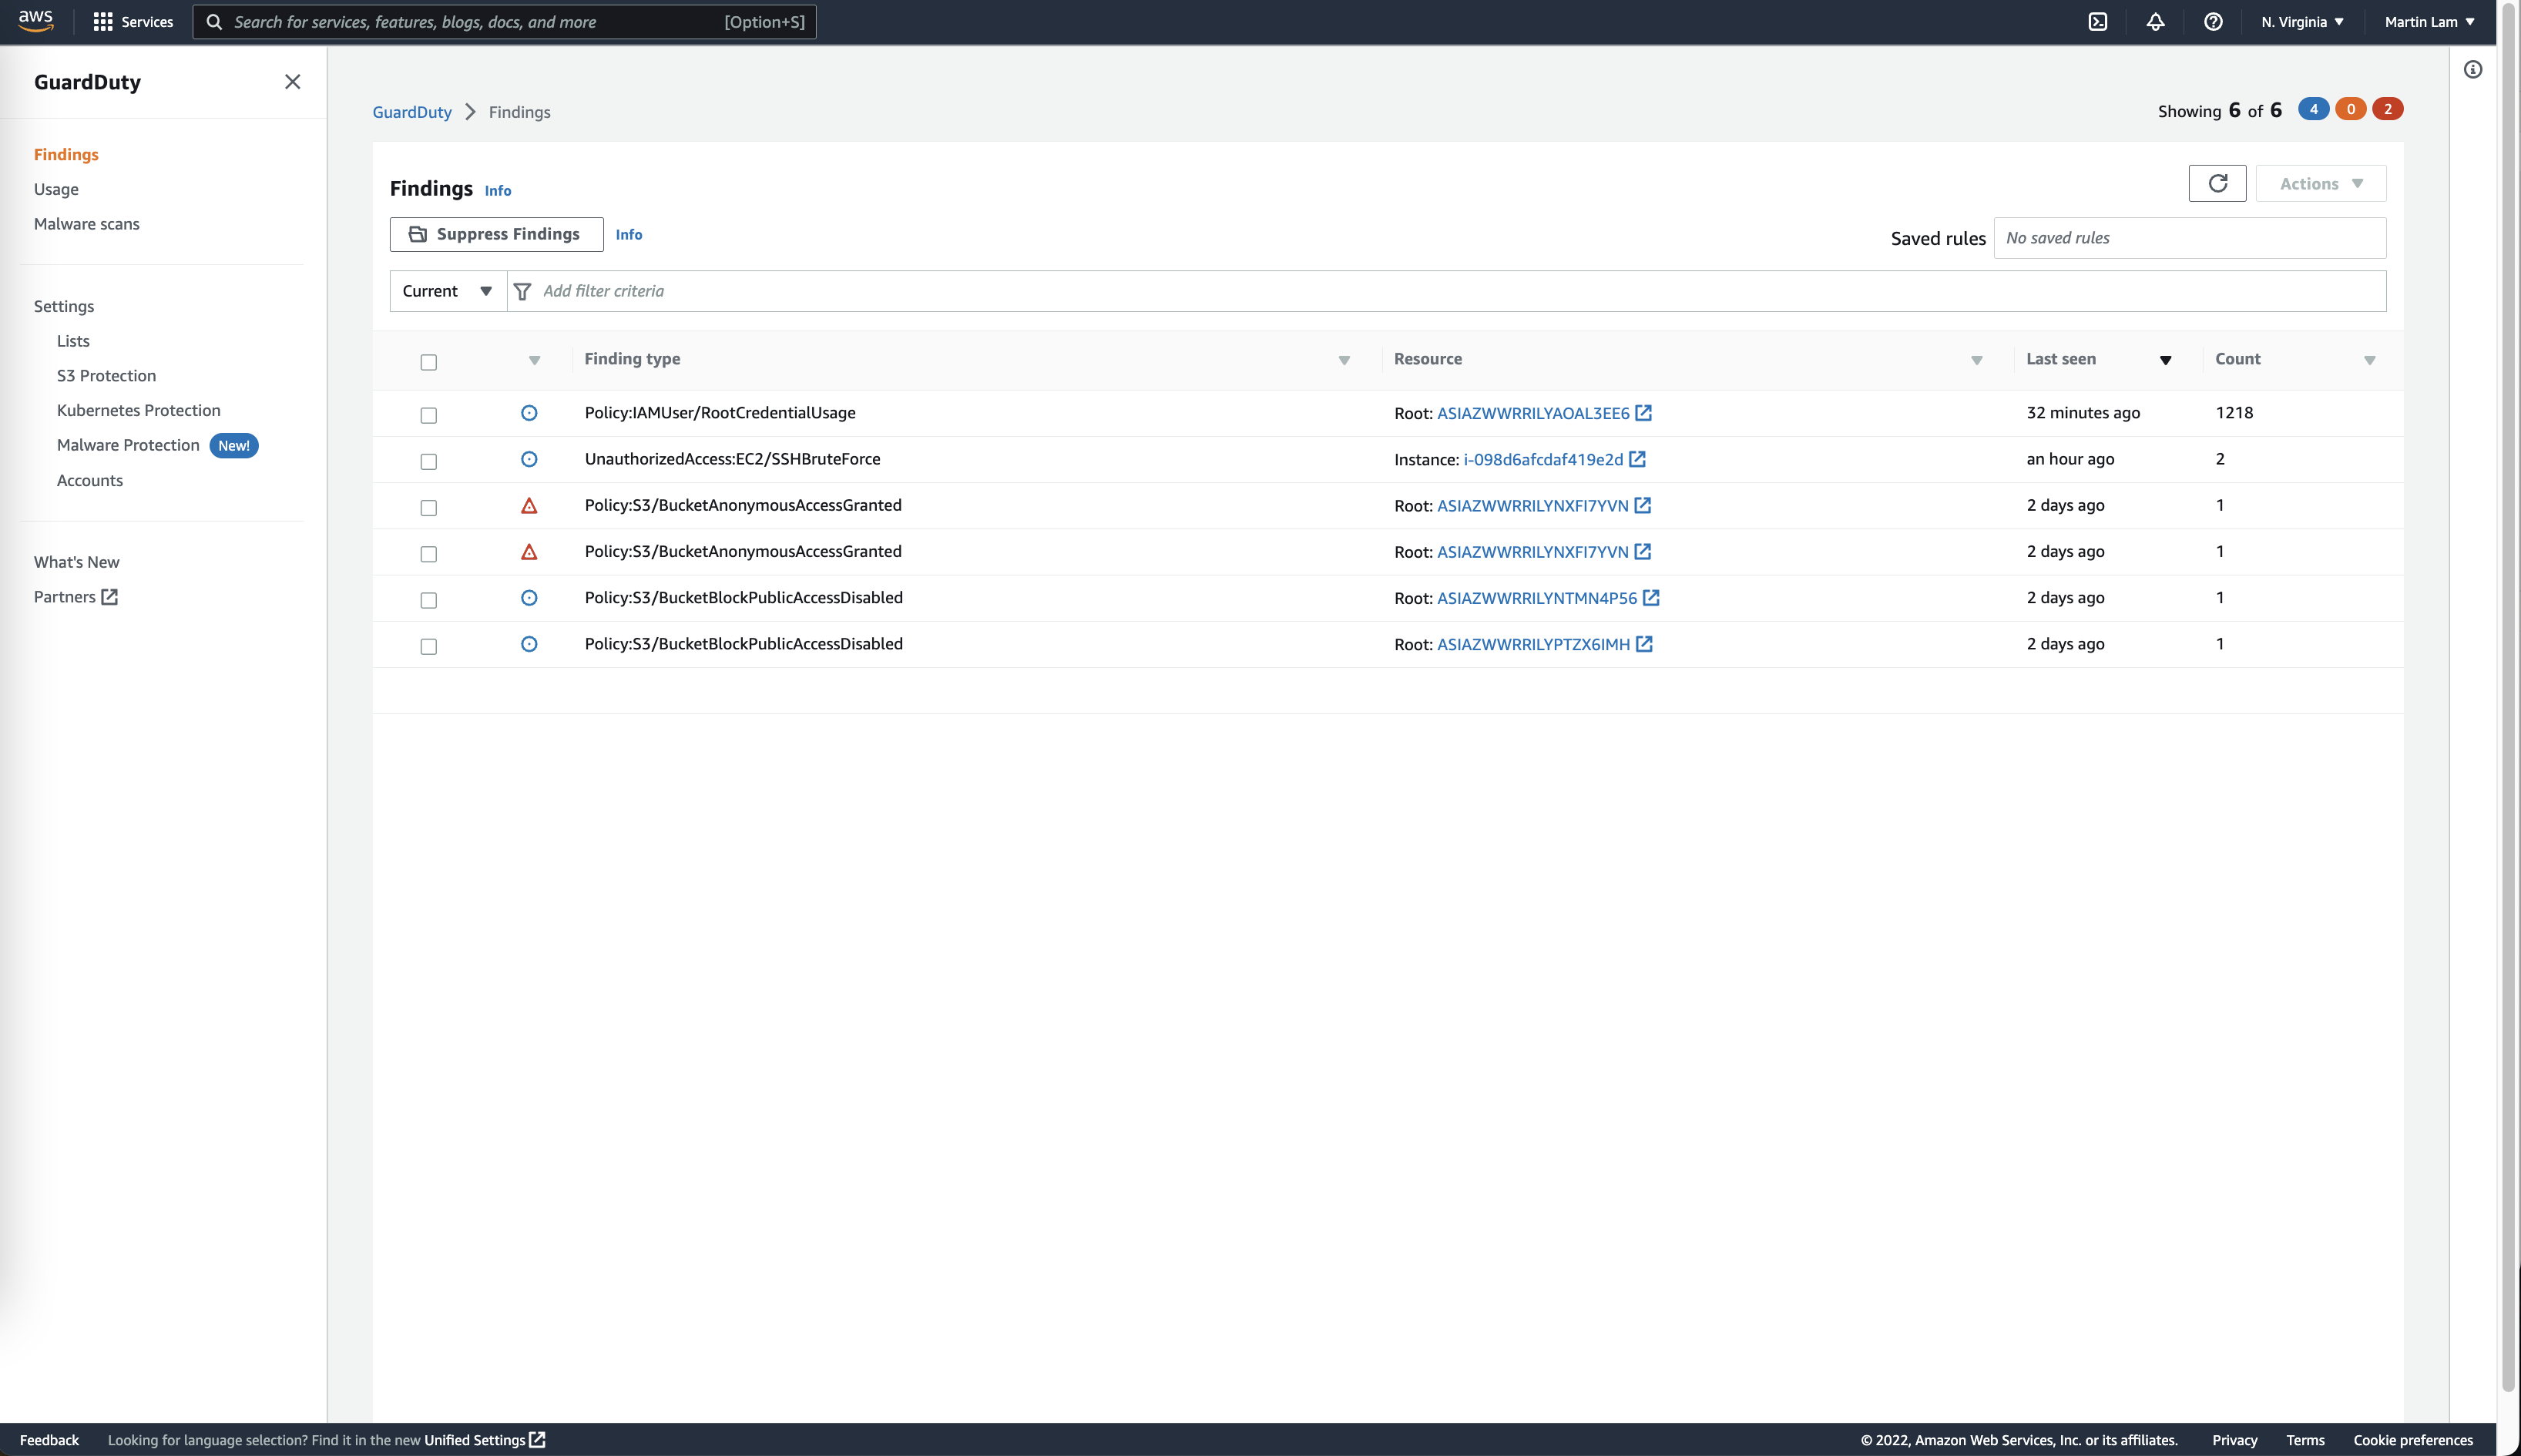 aws Services Search for services, features, blogs, docs, and more [Option+S] N. Virginia Martin Lam
GuardDuty
Findings
Usage
Malware scans
Settings
Lists
S3 Protection
Kubernetes Protection
Malware Protection New!
Accounts
What's New
Partners
GuardDuty Findings
Showing 6 of 6 4 0 2
Findings Info
Actions
Suppress Findings Info
Saved rules No saved rules
Current Add filter criteria
Finding type Resource Last seen Count
Policy:IAMUser/RootCredentialUsage Root: ASIAZWWRRILYAOAL3EE6 32 minutes ago 1218
UnauthorizedAccess:EC2/SSHBruteForce Instance: i-098d6afcdaf419e2d an hour ago 2
Policy:S3/BucketAnonymousAccessGranted Root: ASIAZWWRRILYNXFI7YVN 2 days ago 1
Policy:S3/BucketAnonymousAccessGranted Root: ASIAZWWRRILYNXFI7YVN 2 days ago 1
Policy:S3/BucketBlockPublicAccessDisabled Root: ASIAZWWRRILYNTMN4P56 2 days ago 1
Policy:S3/BucketBlockPublicAccessDisabled Root: ASIAZWWRRILYPTZX6IMH 2 days ago 1
Feedback Looking for language selection? Find it in the new Unified Settings © 2022, Amazon Web Services, Inc. or its affiliates. Privacy Terms Cookie preferences